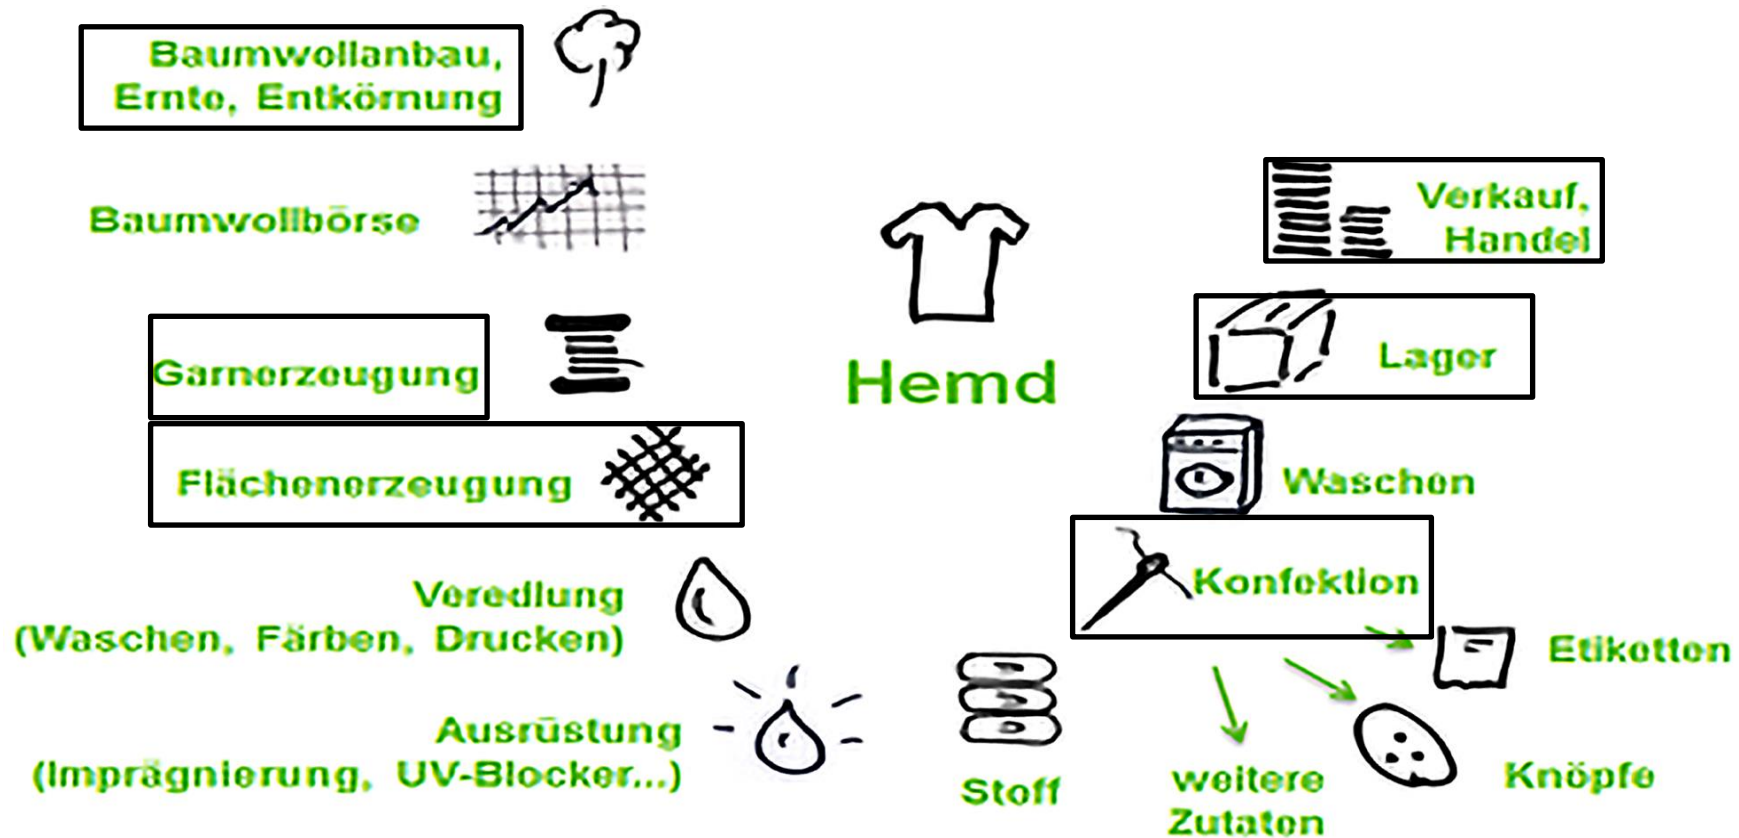 Baumwollanbau,
Ernte, Entkörnung
Baumwollbörse
Garnerzeugung
Flächenerzeugung
Veredlung
(Waschen, Färben, Drucken)
Ausrüstung
(Imprägnierung, UV-Blocker...)
Stoff
Hemd
Verkauf,
Handel
Lager
Waschen
Konfektion
Etiketten
Knöpfe
weitere
Zutaten